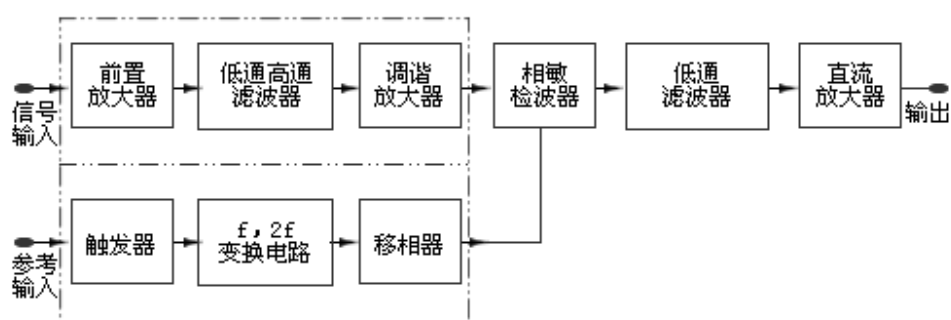 前置
放大器
低通高通
滤波器
调谐
放大器
相敏
检波器
低通
滤波器
直流
放大器
信号
输入
输出
触发器
f，2f
变换电路
移相器
参考
输入